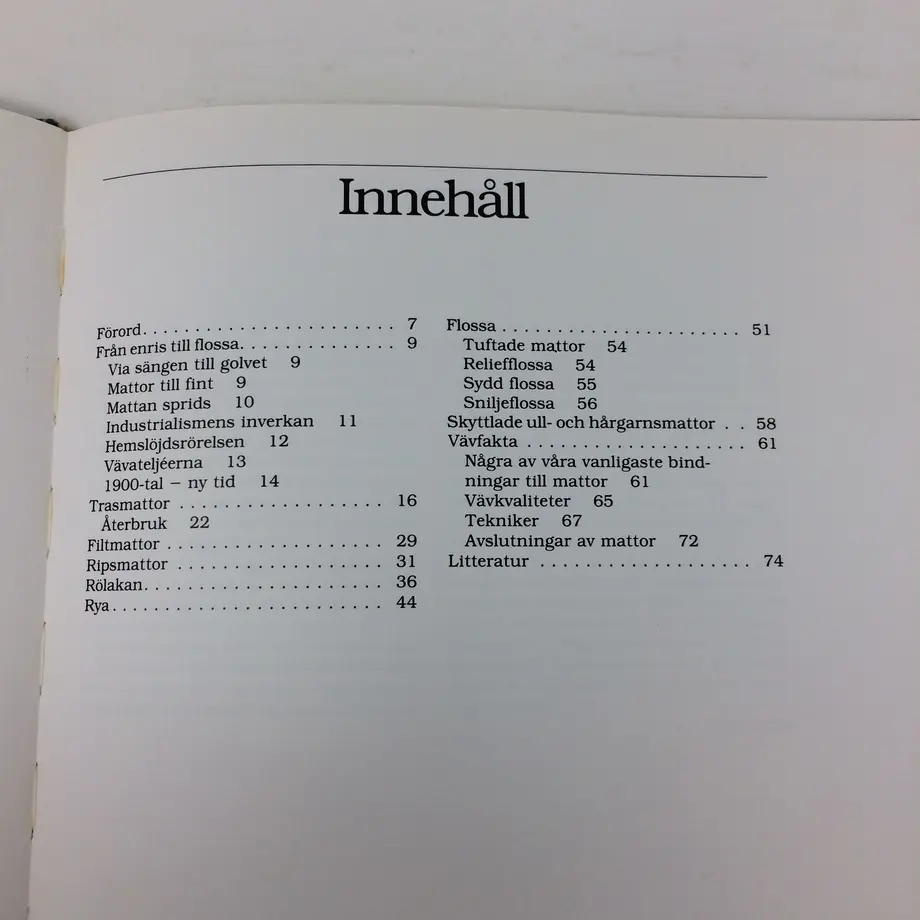 Innehåll
Förord. . . . . . . . . . . . . . . . . . . . . . . . 7
Från enris till flossa. . . . . . . . . . . . . . . 9
Via sängen till golvet 9
Mattor till fint 9
Mattan sprids 10
Industrialismens inverkan 11
Hemslöjdsrörelsen 12
Vävateljéerna 13
1900-tal – ny tid 14
Trasmattor . . . . . . . . . . . . . . . . . . . 16
Återbruk 22
Filtmattor . . . . . . . . . . . . . . . . . . . . 29
Ripsmattor . . . . . . . . . . . . . . . . . . . 31
Rölakan. . . . . . . . . . . . . . . . . . . . . . 36
Rya. . . . . . . . . . . . . . . . . . . . . . . . . 44
Flossa . . . . . . . . . . . . . . . . . . . . . . 51
Tuftade mattor 54
Reliefflossa 54
Sydd flossa 55
Sniljeflossa 56
Skyttlade ull- och hårgarnsmattor . . 58
Vävfakta . . . . . . . . . . . . . . . . . . . . 61
Några av våra vanligaste bind-
ningar till mattor 61
Vävkvaliteter 65
Tekniker 67
Avslutningar av mattor 72
Litteratur . . . . . . . . . . . . . . . . . . . 74